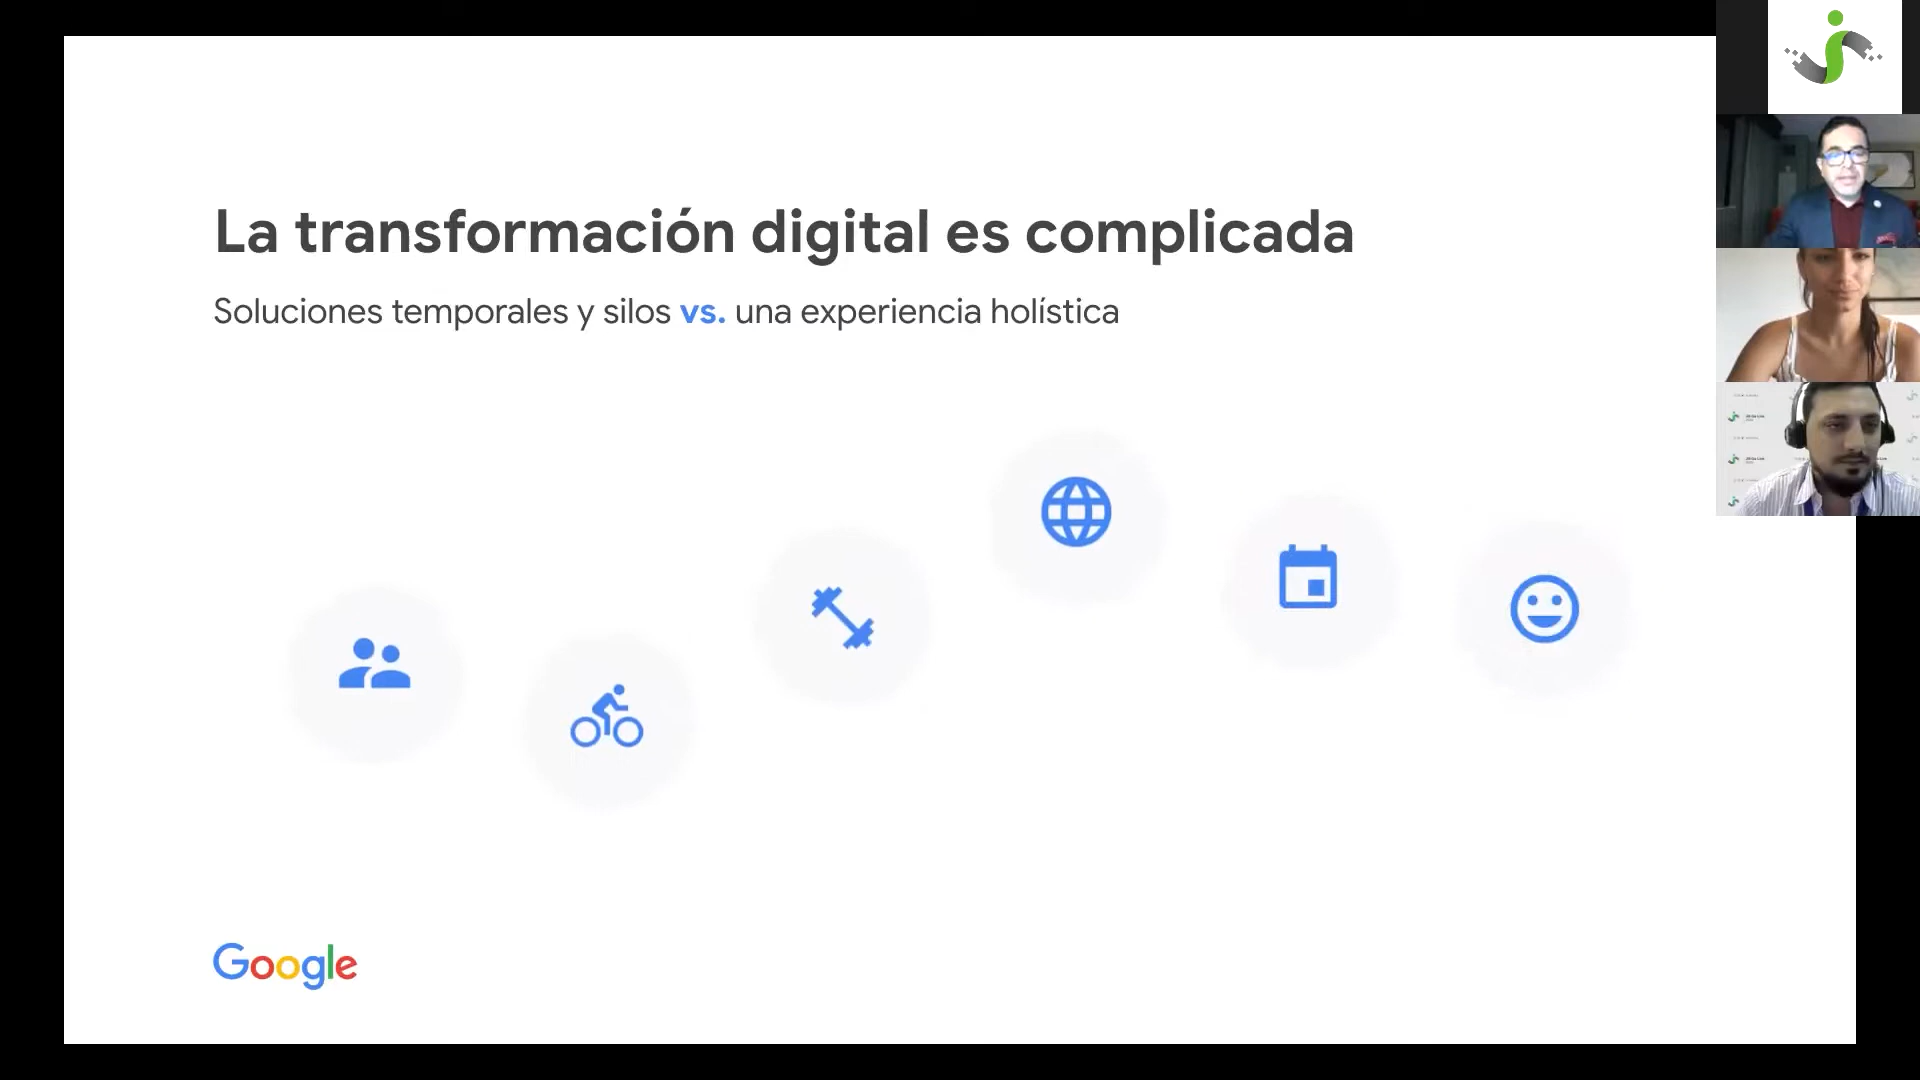 La transformación digital es complicada
Soluciones temporales y silos vs. una experiencia holística
Google